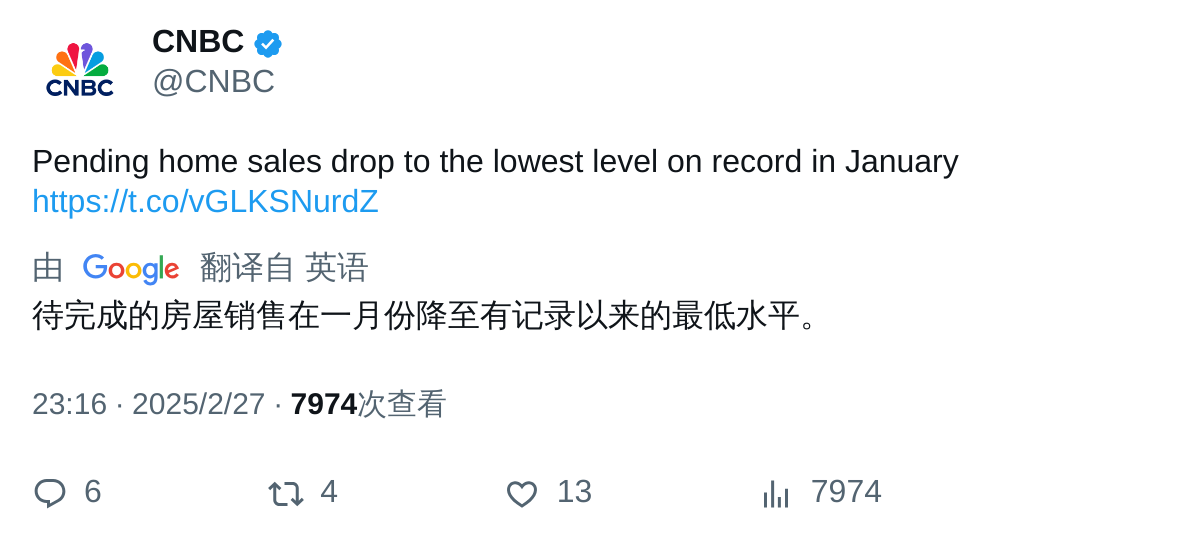 CNBC
@CNBC
CNBC
Pending home sales drop to the lowest level on record in January
https://t.co/vGLKSNurdZ
由 Google 翻译自 英语
待完成的房屋销售在一月份降至有记录以来的最低水平。
23:16 · 2025/2/27 · 7974次查看
6 4 13 7974